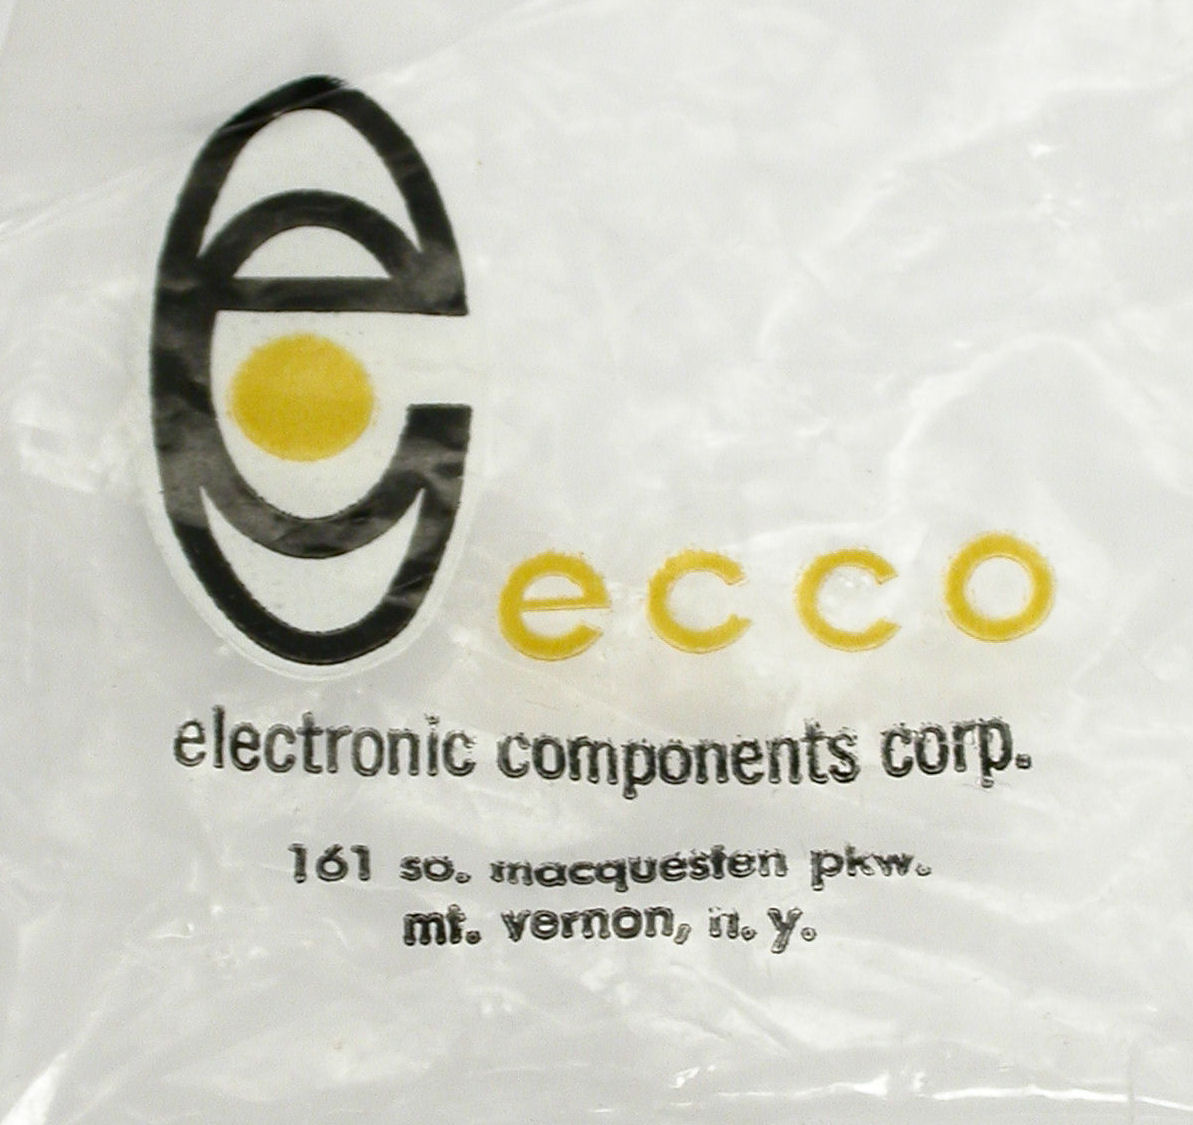 ecco
electronic components corp.
161 so. macquesten pkw.
mt. vernon, n. y.